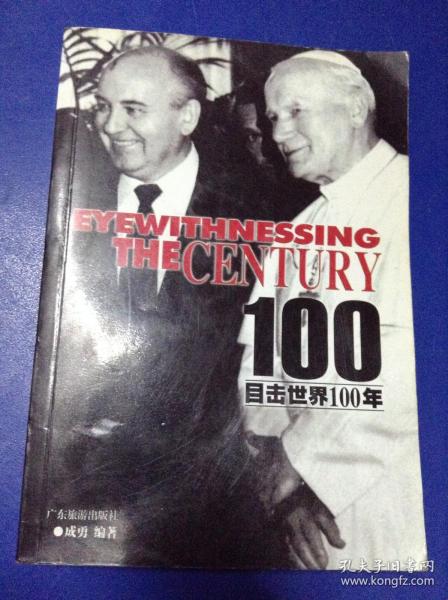 EYEWITHNESSING
THE CENTURY
100
目击世界100年
广东旅游出版社
●成勇 编著
孔夫子旧书网
www.kongfz.com